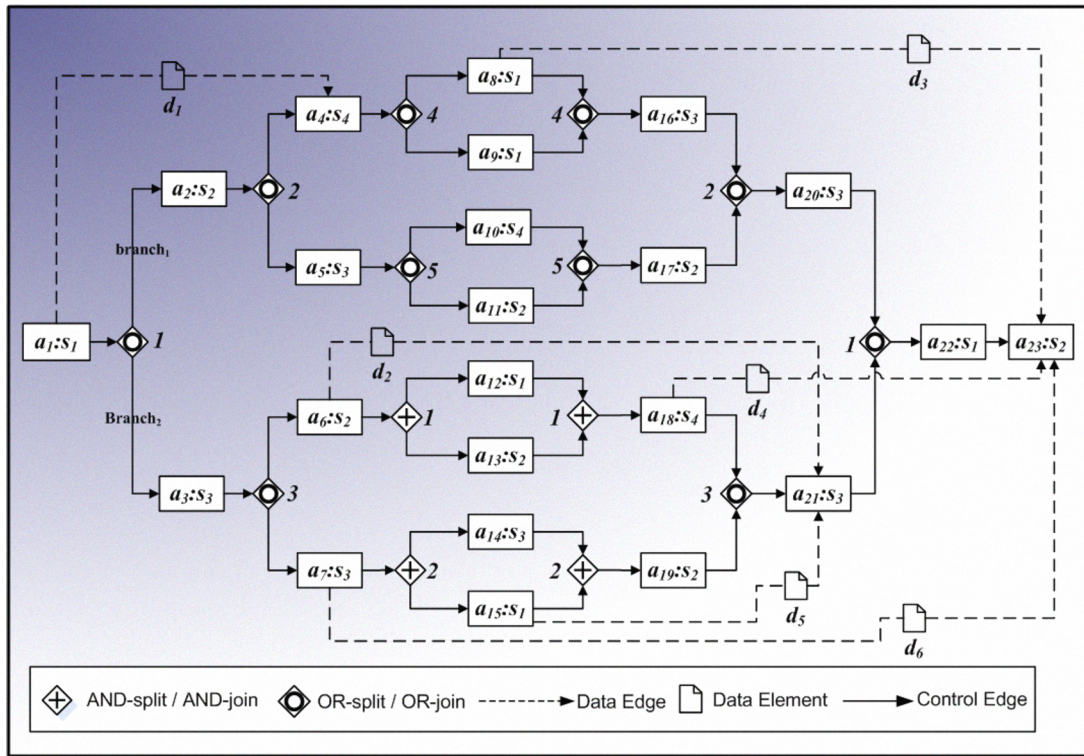 a8:s1
d3
d1
a4:s4
4
4
a16:s3
a9:s1
a2:s2
2
2
a20:s3
a10:s4
branch1
a5:s3
5
5
a17:s2
a11:s2
a1:s1
1
d2
1
a22:s1
a23:s2
a12:s1
d4
Branch2
a6:s2
1
1
a18:s4
a13:s2
a3:s3
3
3
a21:s3
a14:s3
a7:s3
2
2
a19:s2
a15:s1
d5
d6
AND-split / AND-join
OR-split / OR-join
Data Edge
Data Element
Control Edge